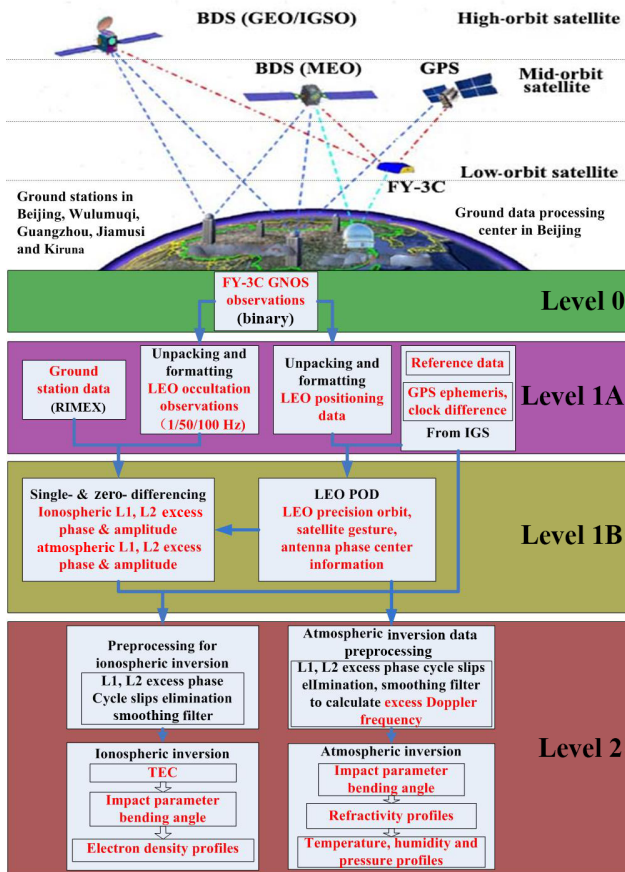 BDS (GEO/IGSO)
High-orbit satellite
BDS (MEO)
GPS
Mid-orbit
satellite
Low-orbit satellite
FY-3C
Ground stations in
Beijing, Wulumuqi,
Guangzhou, Jiamusi
and Kiruna
Ground data processing
center in Beijing
FY-3C GNOS
observations
(binary)
Level 0
Ground
station data
(RIMEX)
Unpacking and
formatting
LEO occultation
observations
(1/50/100 Hz)
Unpacking and
formatting
LEO positioning
data
Reference data
GPS ephemeris,
clock difference
From IGS
Level 1A
Single- & zero- differencing
Ionospheric L1, L2 excess
phase & amplitude
atmospheric L1, L2 excess
phase & amplitude
LEO POD
LEO precision orbit,
satellite gesture,
antenna phase center
information
Level 1B
Preprocessing for
ionospheric inversion
L1, L2 excess phase
Cycle slips elimination
smoothing filter
Atmospheric inversion data
preprocessing
L1, L2 excess phase cycle slips
elImination, smoothing filter
to calculate excess Doppler
frequency
Level 2
Ionospheric inversion
TEC
Impact parameter
bending angle
Electron density profiles
Atmospheric inversion
Impact parameter
bending angle
Refractivity profiles
Temperature, humidity and
pressure profiles